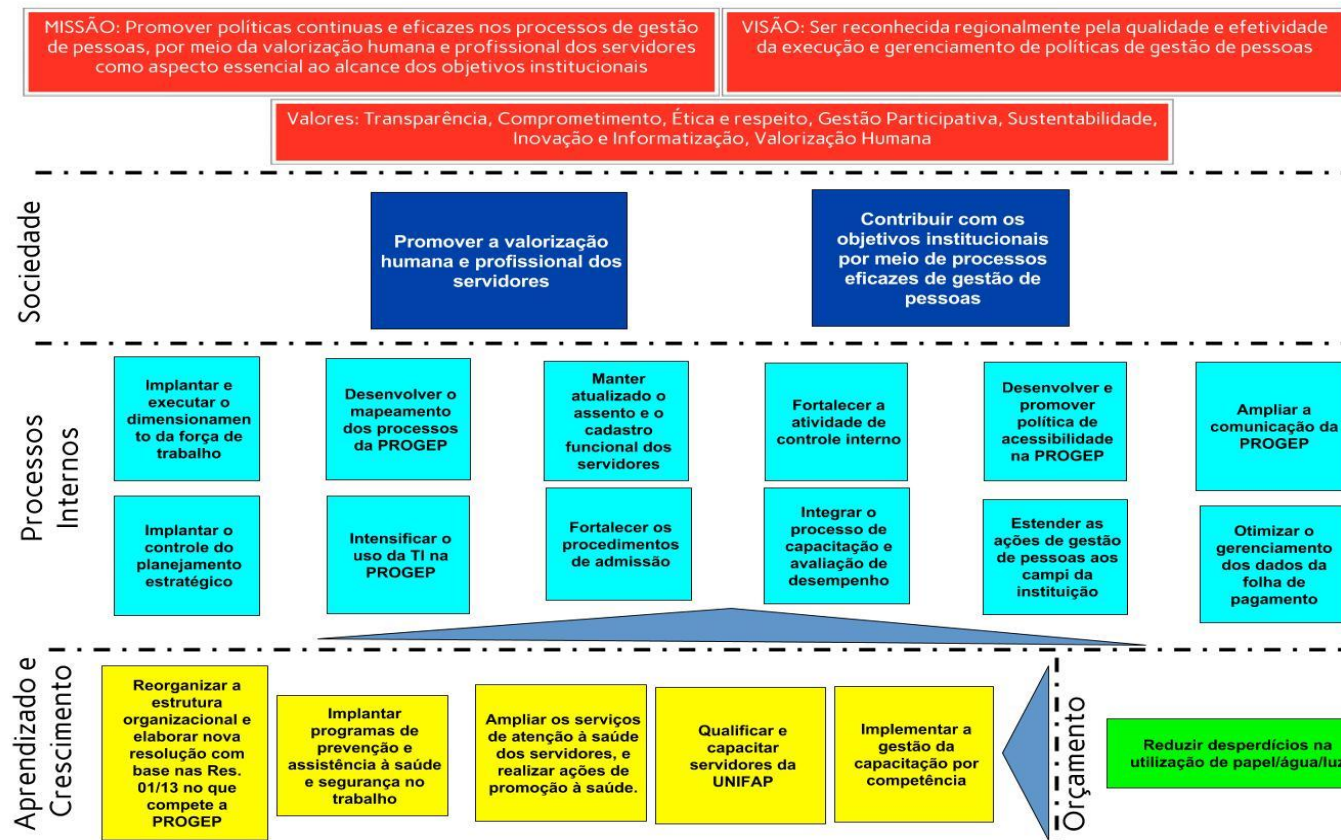 MISSÃO: Promover políticas continuas e eficazes nos processos de gestão
de pessoas, por meio da valorização humana e profissional dos servidores
como aspecto essencial ao alcance dos objetivos institucionais
VISÃO: Ser reconhecida regionalmente pela qualidade e efetividade
da execução e gerenciamento de políticas de gestão de pessoas
Valores: Transparência, Comprometimento, Ética e respeito, Gestão Participativa, Sustentabilidade,
Inovação e Informatização, Valorização Humana
Sociedade
Promover a valorização
humana e profissional dos
servidores
Contribuir com os
objetivos institucionais
por meio de processos
eficazes de gestão de
pessoas
Processos
Internos
Implantar e
executar o
dimensionamen
to da força de
trabalho
Desenvolver o
mapeamento
dos processos
da PROGEP
Manter
atualizado o
assento e o
cadastro
funcional dos
servidores
Fortalecer a
atividade de
controle interno
Desenvolver e
promover
política de
acessibilidade
na PROGEP
Ampliar a
comunicação da
PROGEP
Implantar o
controle do
planejamento
estratégico
Intensificar o
uso da TI na
PROGEP
Fortalecer os
procedimentos
de admissão
Integrar o
processo de
capacitação e
avaliação de
desempenho
Estender as
ações de gestão
de pessoas aos
campi da
instituição
Otimizar o
gerenciamento
dos dados da
folha de
pagamento
Aprendizado e
Crescimento
Reorganizar a
estrutura
organizacional e
elaborar nova
resolução com
base nas Res.
01/13 no que
compete a
PROGEP
Implantar
programas de
prevenção e
assistência à saúde
e segurança no
trabalho
Ampliar os serviços
de atenção à saúde
dos servidores, e
realizar ações de
promoção à saúde.
Qualificar e
capacitar
servidores da
UNIFAP
Implementar a
gestão da
capacitação por
competência
Orçamento
Reduzir desperdícios na
utilização de papel/água/luz